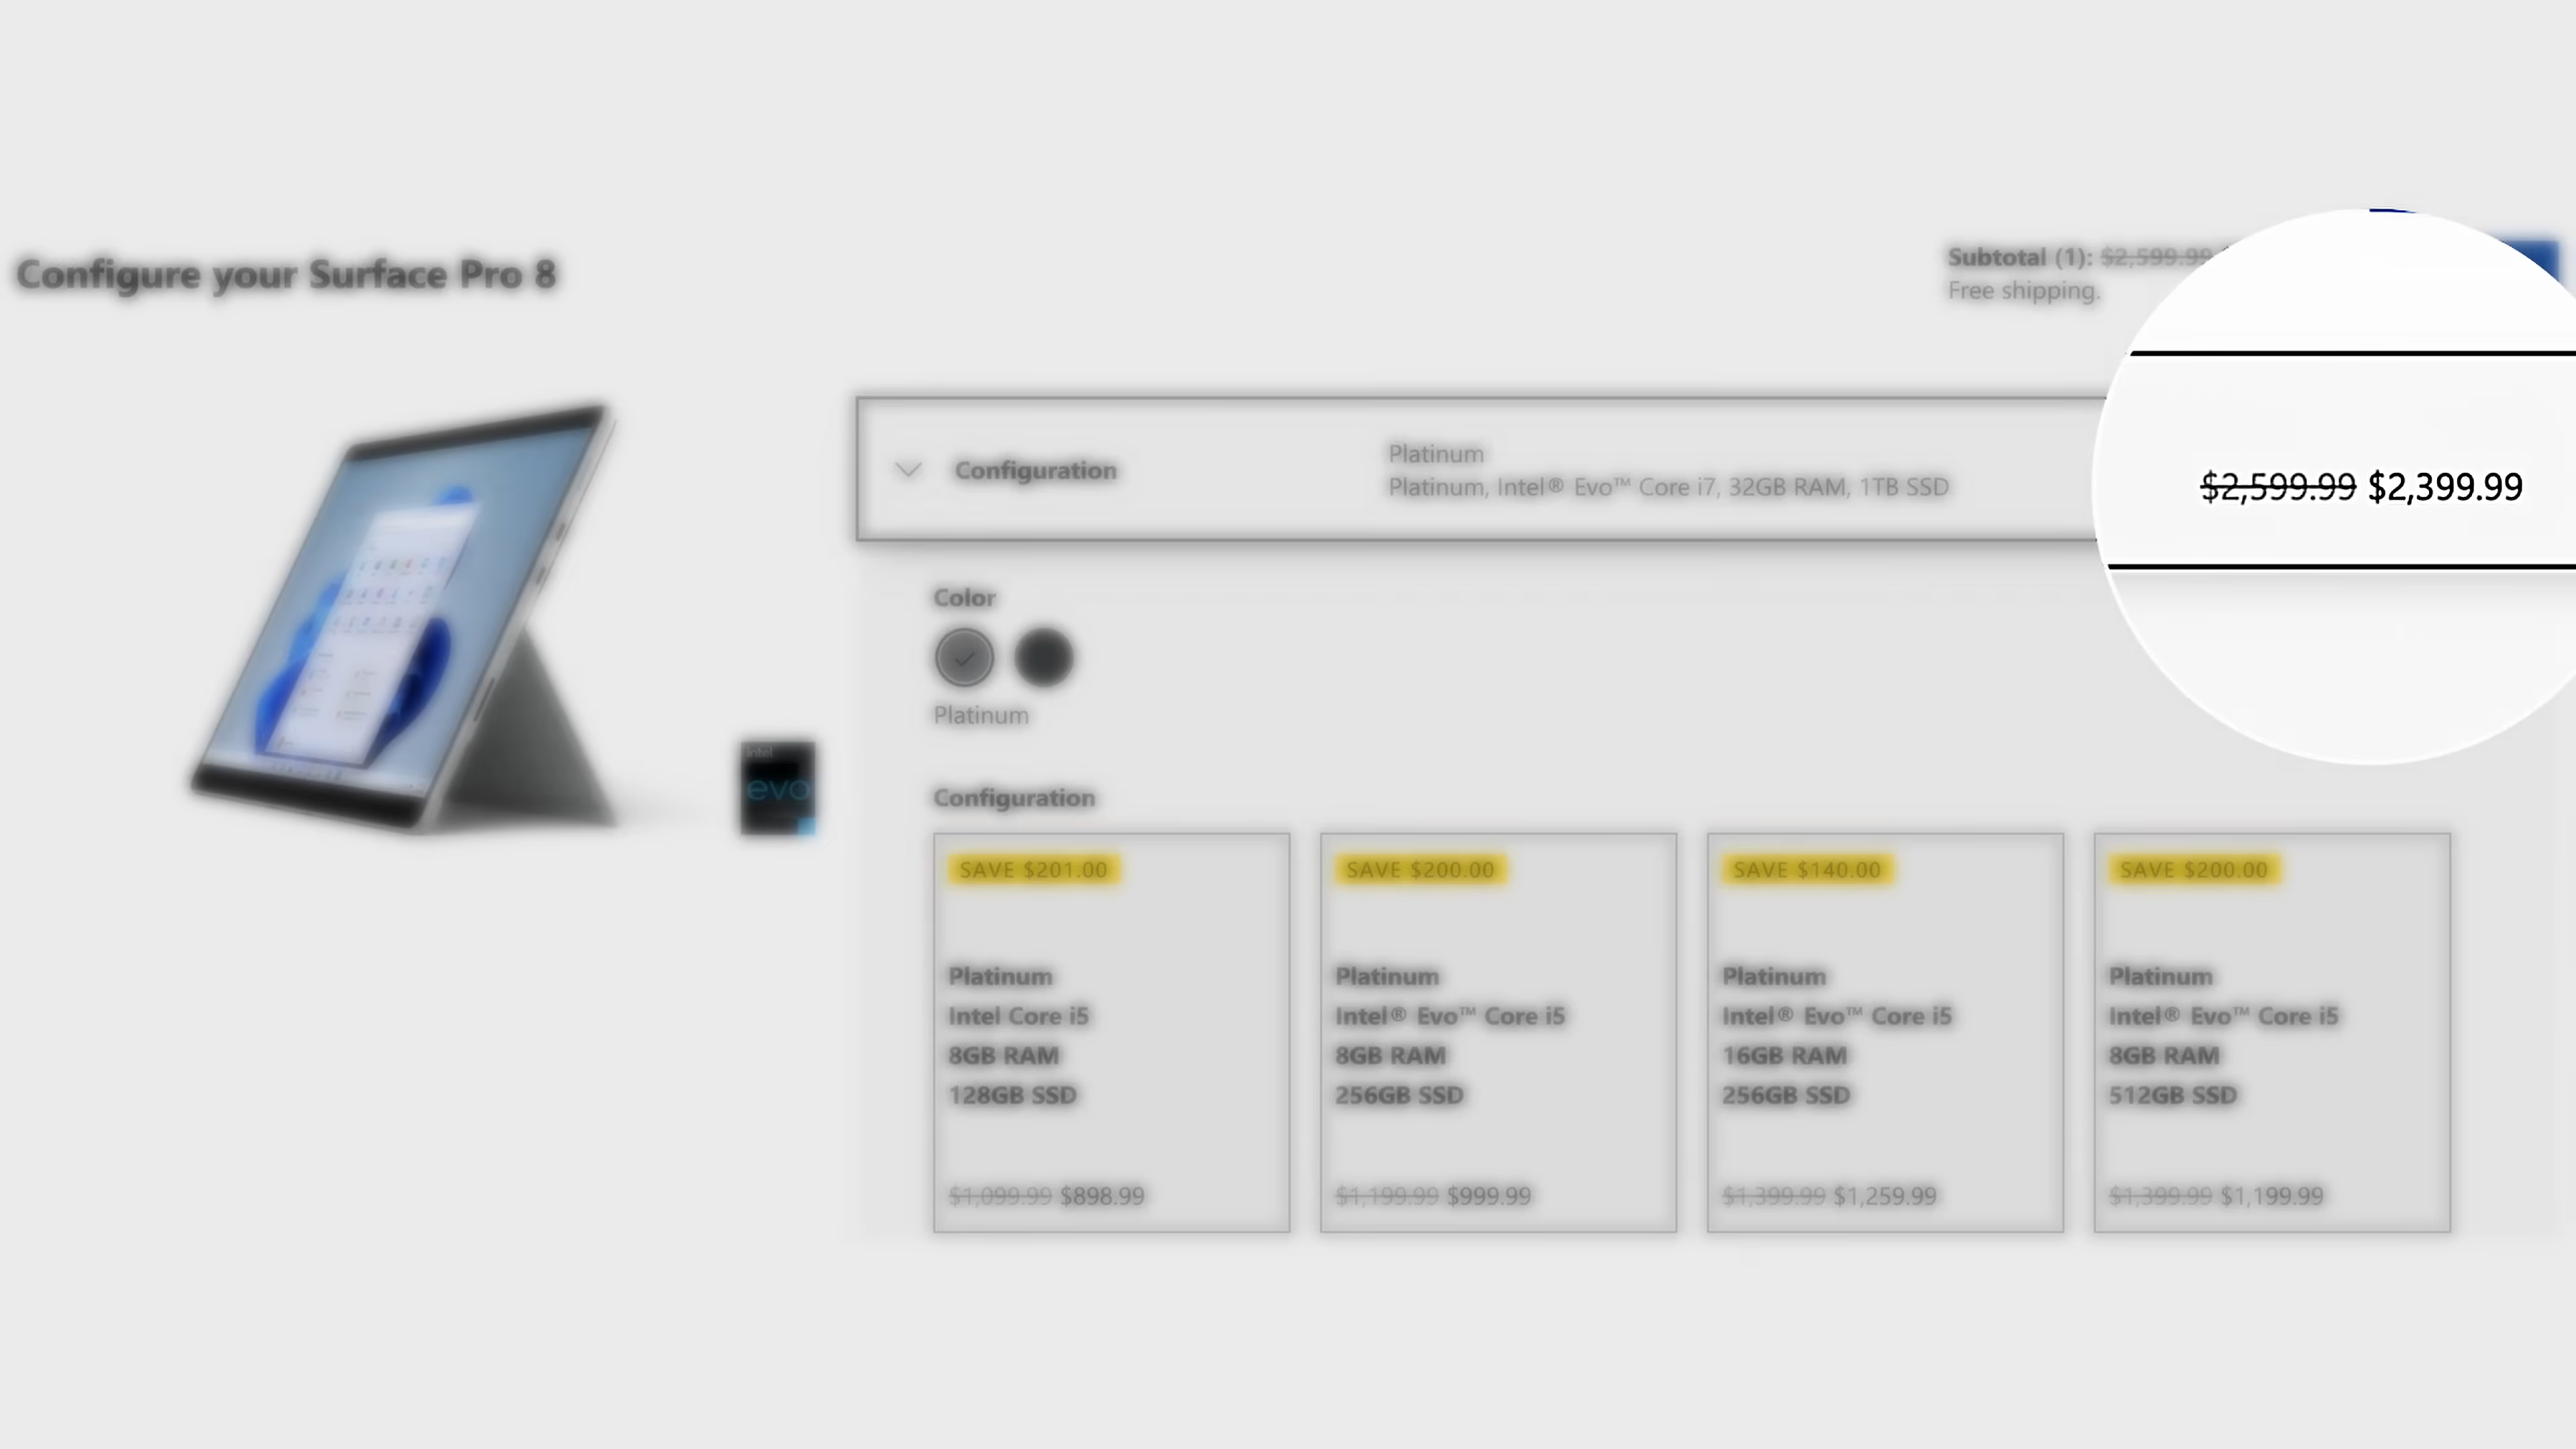 Configure your Surface Pro 8
Subtotal (1): $2,599.99
Free shipping.
Configuration
Platinum
Platinum, Intel® Evo™ Core i7, 32GB RAM, 1TB SSD
$2,599.99 $2,399.99
Color
Platinum
intel
evo
Configuration
SAVE $201.00
Platinum
Intel Core i5
8GB RAM
128GB SSD
$1,099.99 $898.99
SAVE $200.00
Platinum
Intel® Evo™ Core i5
8GB RAM
256GB SSD
$1,199.99 $999.99
SAVE $140.00
Platinum
Intel® Evo™ Core i5
16GB RAM
256GB SSD
$1,399.99 $1,259.99
SAVE $200.00
Platinum
Intel® Evo™ Core i5
8GB RAM
512GB SSD
$1,399.99 $1,199.99